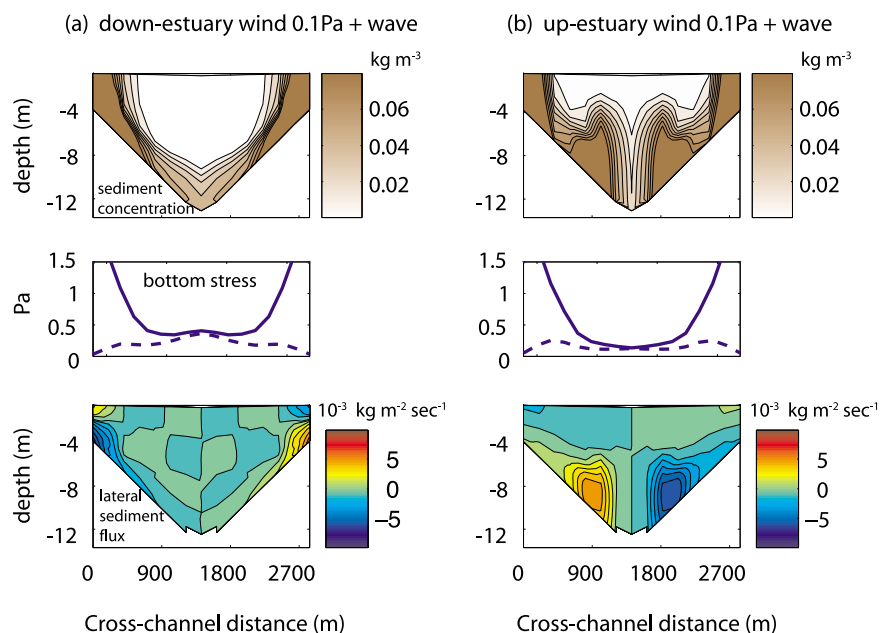 (a) down-estuary wind 0.1Pa + wave
(b) up-estuary wind 0.1Pa + wave
kg m⁻³
kg m⁻³
depth (m)
-4
-8
-12
sediment
concentration
0.06
0.04
0.02
depth (m)
-4
-8
-12
0.06
0.04
0.02
Pa
1.5
1
0.5
0
bottom stress
1.5
1
0.5
0
10⁻³ kg m⁻² sec⁻¹
10⁻³ kg m⁻² sec⁻¹
depth (m)
-4
-8
-12
lateral
sediment
flux
5
0
−5
depth (m)
-4
-8
-12
5
0
−5
0 900 1800 2700
0 900 1800 2700
Cross-channel distance (m)
Cross-channel distance (m)